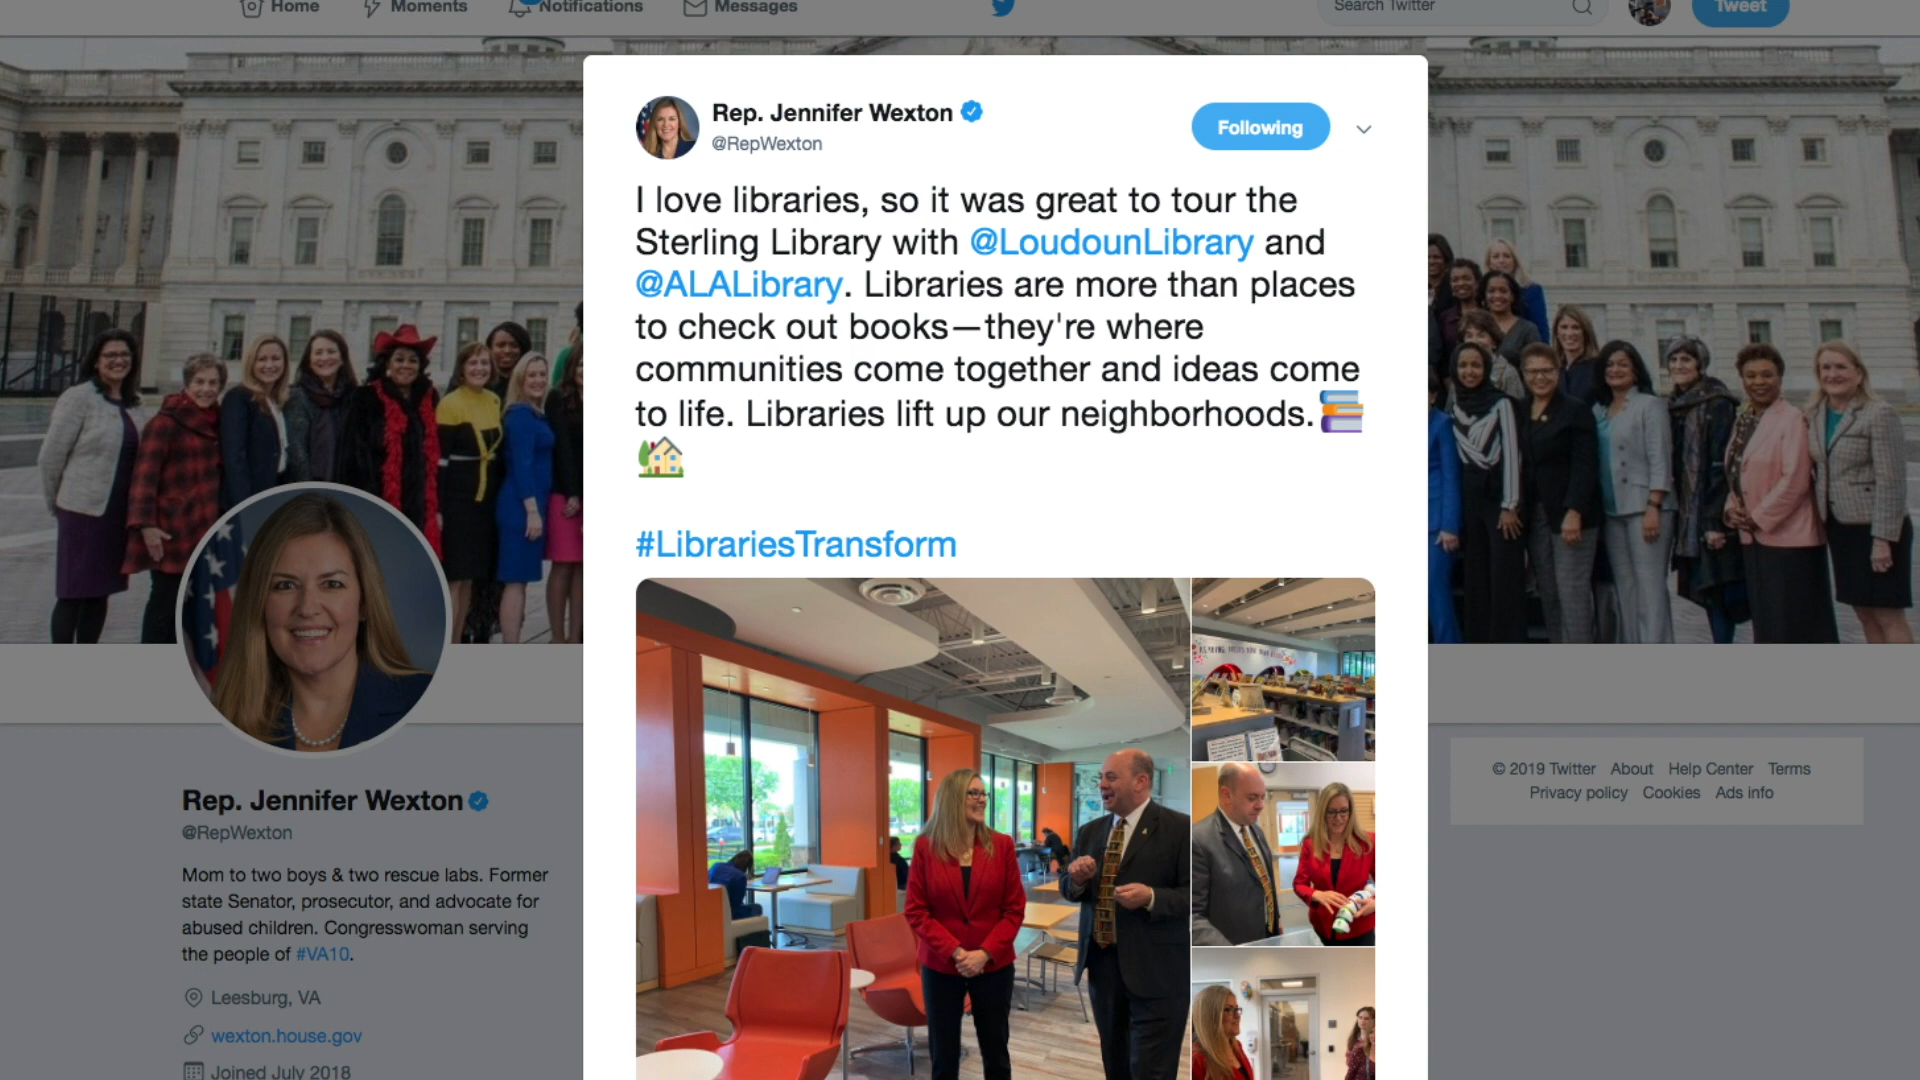 Home
Moments
Notifications
Messages
Search Twitter
Tweet
Rep. Jennifer Wexton
@RepWexton
Following
I love libraries, so it was great to tour the
Sterling Library with @LoudounLibrary and
@ALALibrary. Libraries are more than places
to check out books—they're where
communities come together and ideas come
to life. Libraries lift up our neighborhoods.📚
🏡
#LibrariesTransform
Rep. Jennifer Wexton
@RepWexton
Mom to two boys & two rescue labs. Former
state Senator, prosecutor, and advocate for
abused children. Congresswoman serving
the people of #VA10.
Leesburg, VA
wexton.house.gov
Joined July 2018
© 2019 Twitter About Help Center Terms
Privacy policy Cookies Ads info